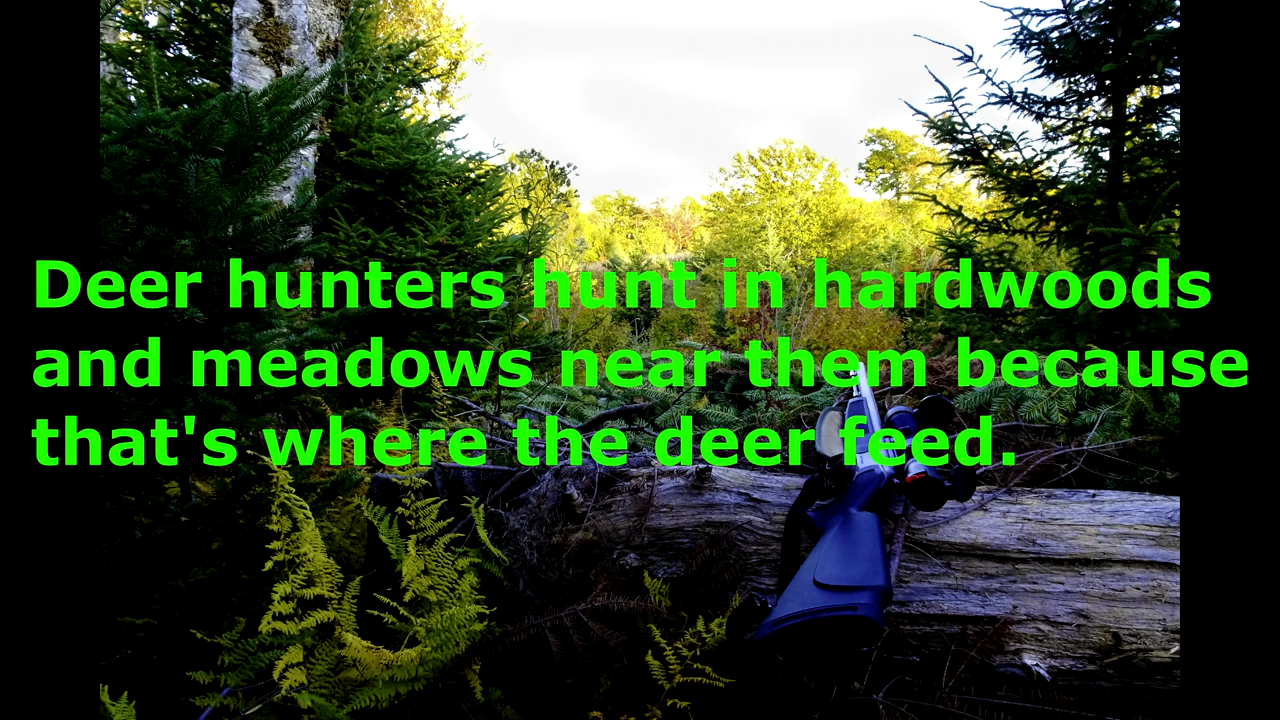 Deer hunters hunt in hardwoods
and meadows near them because
that's where the deer feed.